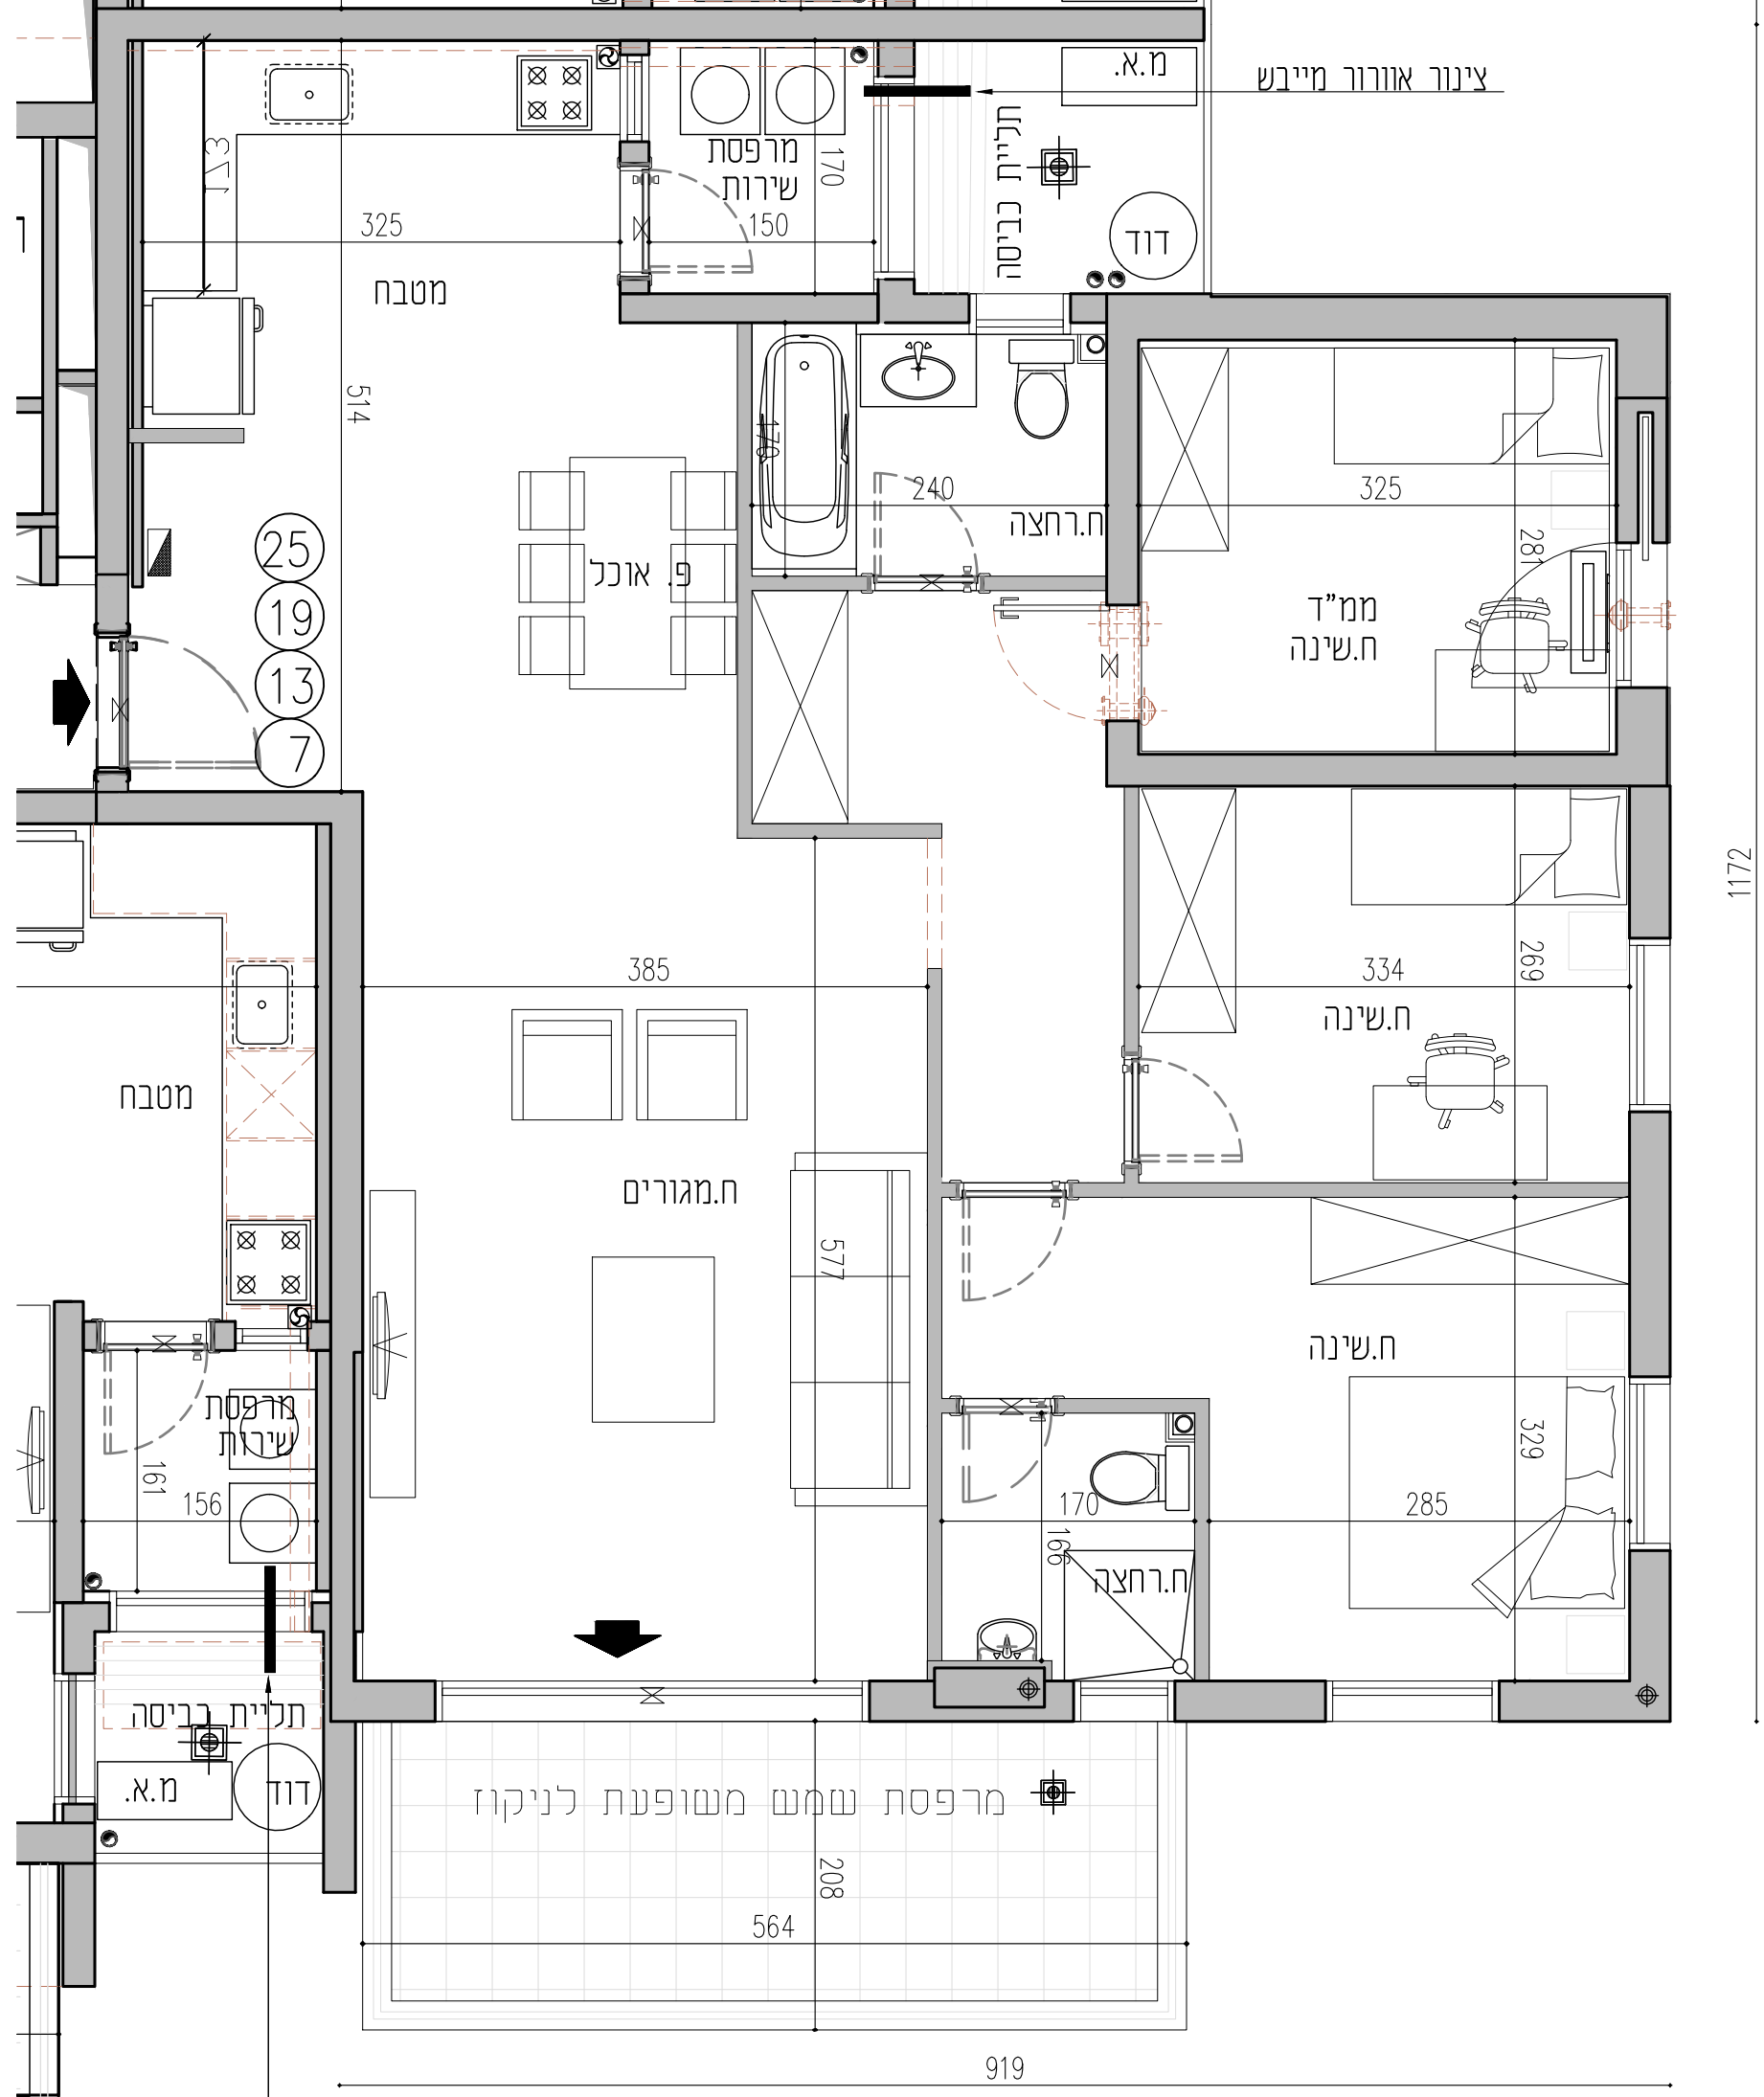 מ.א.
צינור אוורור מייבש
תליית כביסה
דוד
מרפסת
שירות
170
150
173
325
מטבח
514
176
240
ח.רחצה
325
281
ממ"ד
ח.שינה
פ. אוכל
25
19
13
7
1172
385
334
269
ח.שינה
מטבח
ח.מגורים
577
ח.שינה
329
285
170
166
ח.רחצה
מרפסת
שירות
161
156
תליית כביסה
מ.א.
דוד
מרפסת שמש משופעת לניקוז
208
564
919